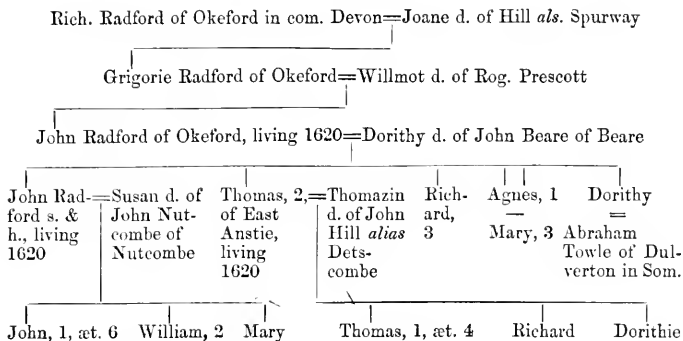 Rich. Radford of Okeford in com. Devon=Joane d. of Hill als. Spurway
Grigorie Radford of Okeford=Willmot d. of Rog. Prescott
John Radford of Okeford, living 1620=Dorithy d. of John Beare of Beare
John Rad-
ford s. &
h., living
1620
=Susan d. of
John Nut-
combe of
Nutcombe
Thomas, 2,
of East
Anstie,
living
1620
=Thomazin
d. of John
Hill alias
Dets-
combe
Rich-
ard,
3
Agnes, 1
—
Mary, 3
Dorithy
=
Abraham
Towle of Dul-
verton in Som.
John, 1, æt. 6 William, 2 Mary Thomas, 1, æt. 4 Richard Dorithie